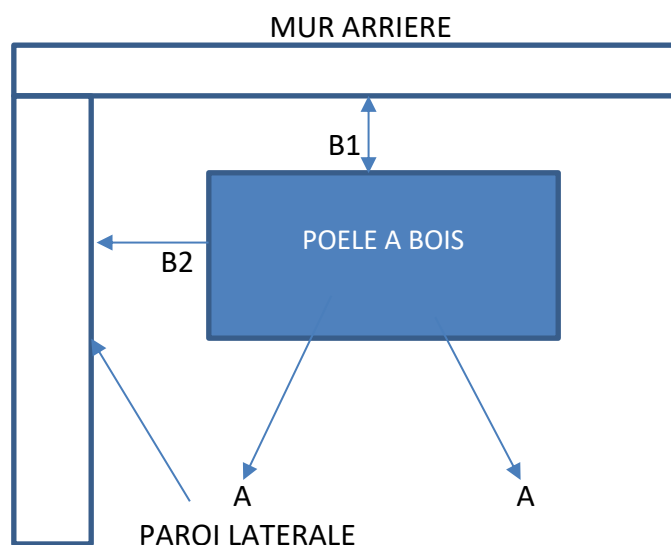 MUR ARRIERE
B1
POELE A BOIS
B2
A
A
PAROI LATERALE